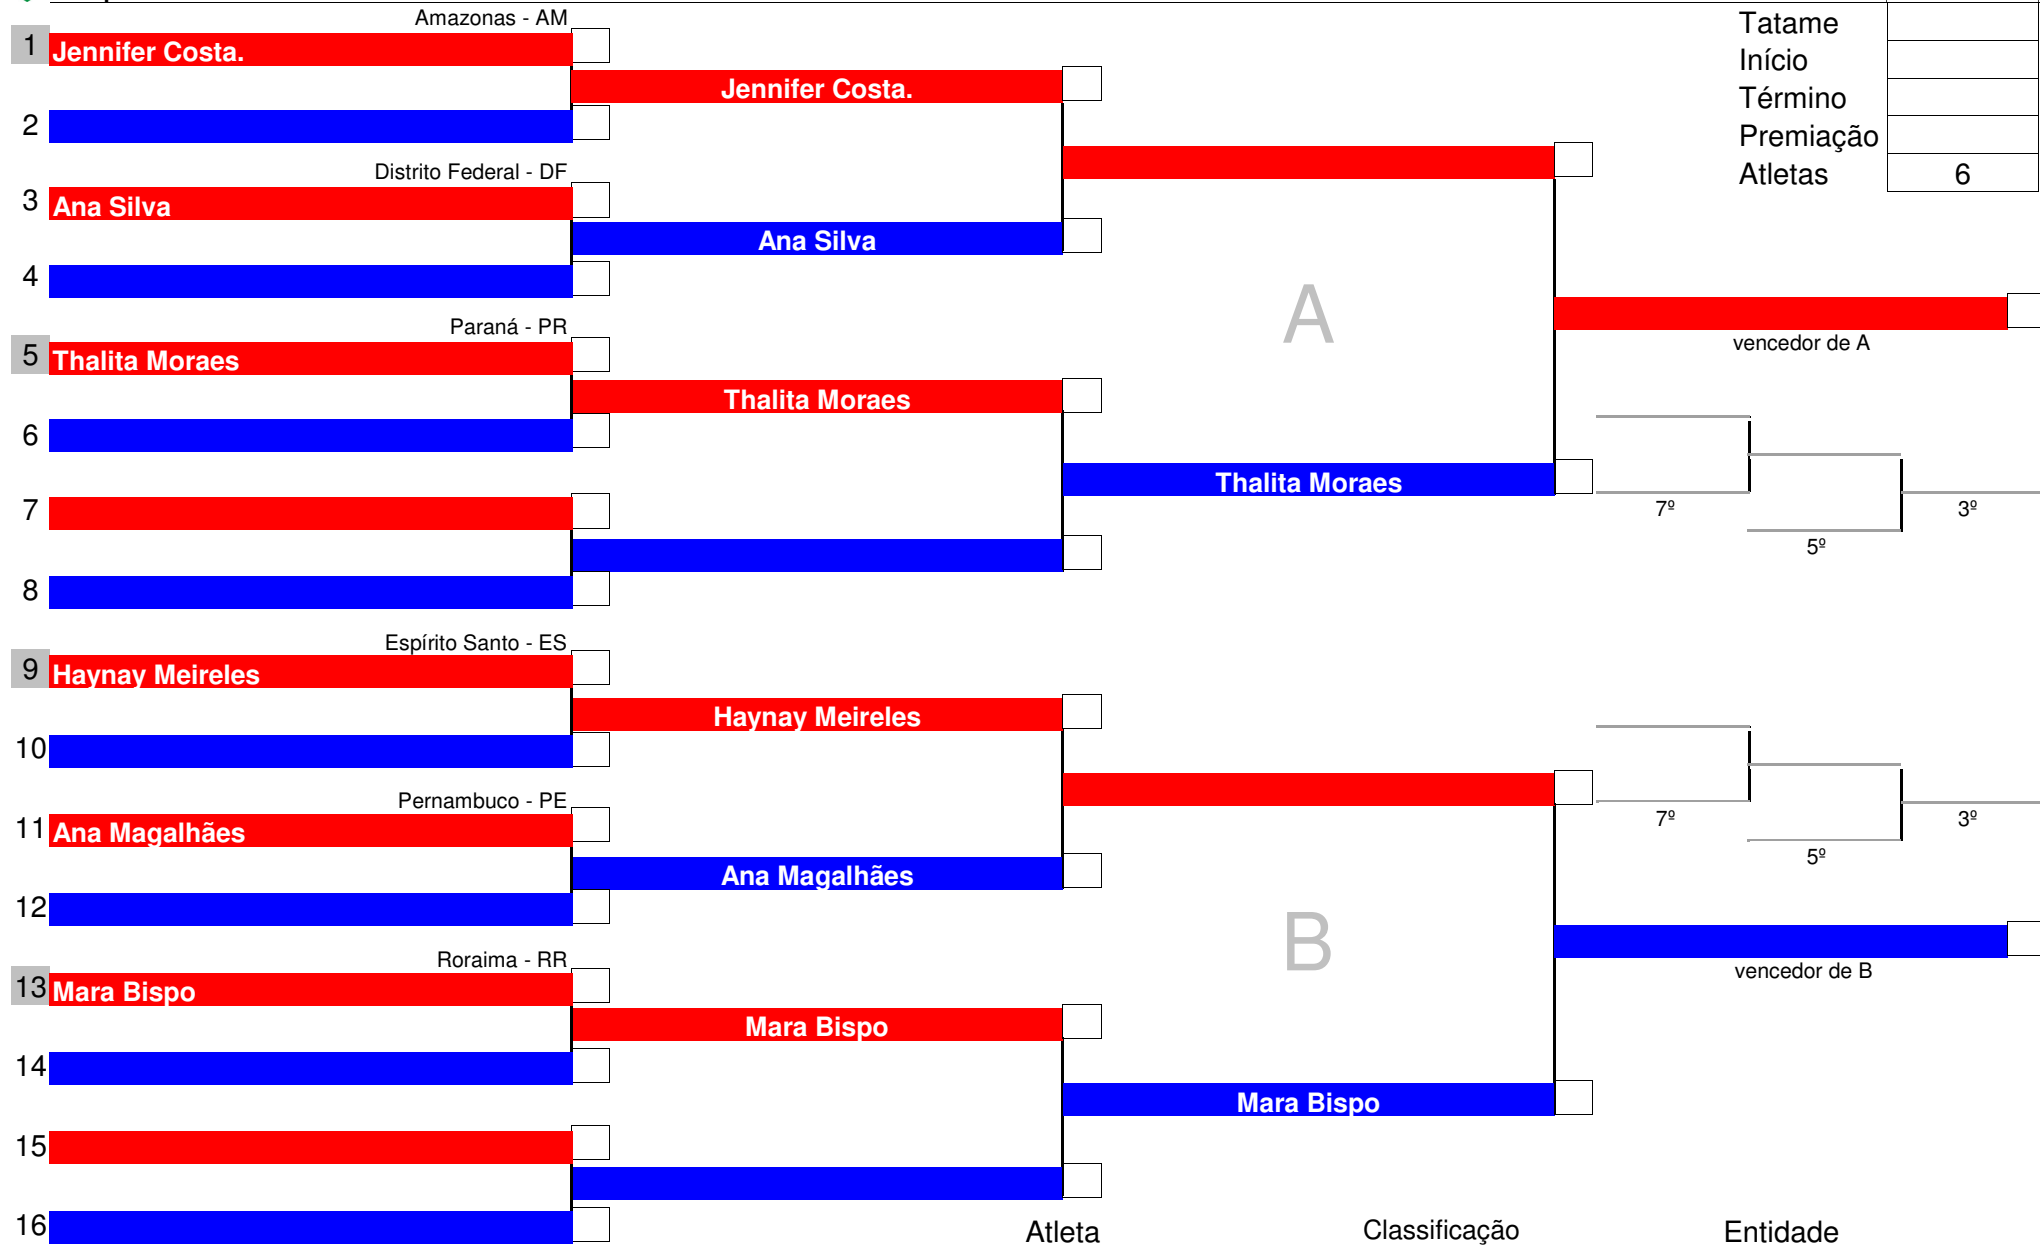 Amazonas - AM
1 Jennifer Costa.
Jennifer Costa.
2
Distrito Federal - DF
3 Ana Silva
Ana Silva
4
Paraná - PR
5 Thalita Moraes
Thalita Moraes
6
Thalita Moraes
7
8
Espírito Santo - ES
9 Haynay Meireles
Haynay Meireles
10
Pernambuco - PE
11 Ana Magalhães
Ana Magalhães
12
Roraima - RR
13 Mara Bispo
Mara Bispo
14
Mara Bispo
15
16
A
B
Tatame
Início
Término
Premiação
Atletas 6
vencedor de A
7º
5º
3º
7º
5º
3º
vencedor de B
Atleta Classificação Entidade